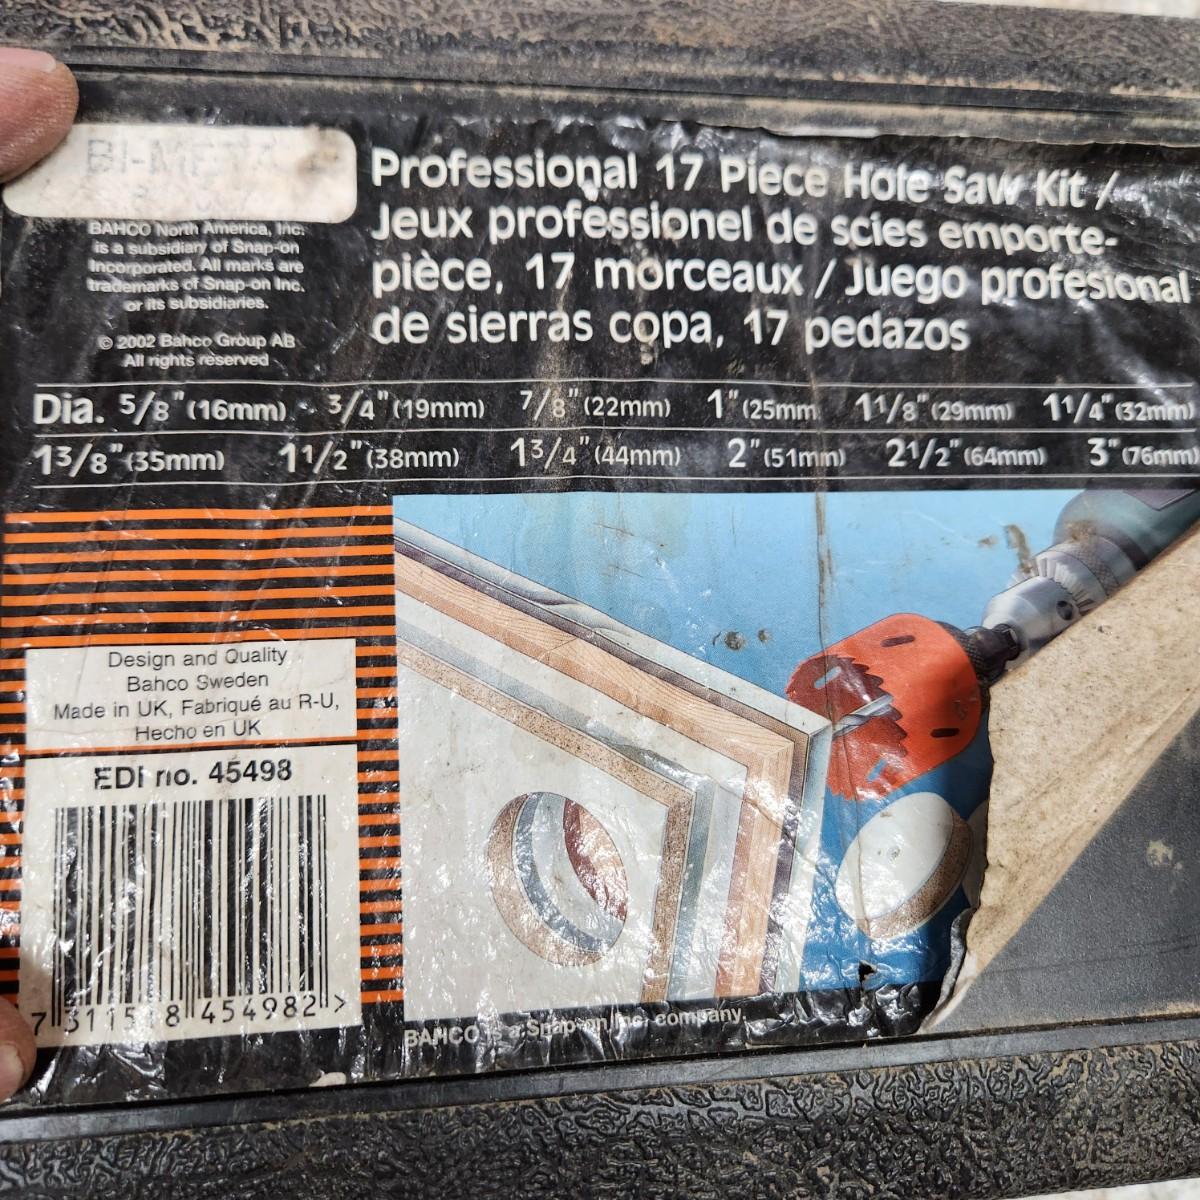 BI-METAL
Professional 17 Piece Hole Saw Kit /
Jeux professionel de scies emporte-
pièce, 17 morceaux / Juego profesional
de sierras copa, 17 pedazos
BAHCO North America, Inc.
is a subsidiary of Snap-on
Incorporated. All marks are
trademarks of Snap-on Inc.
or its subsidiaries.
© 2002 Bahco Group AB
All rights reserved
Dia. 5/8"(16mm) 3/4"(19mm) 7/8"(22mm) 1"(25mm 1 1/8"(29mm) 1 1/4"(32mm)
1 3/8"(35mm) 1 1/2"(38mm) 1 3/4"(44mm) 2"(51mm) 2 1/2"(64mm) 3"(76mm)
Design and Quality
Bahco Sweden
Made in UK, Fabriqué au R-U,
Hecho en UK
EDI no. 45498
7 311518 454982 >
BAHCO is a Snap-on Inc. company.